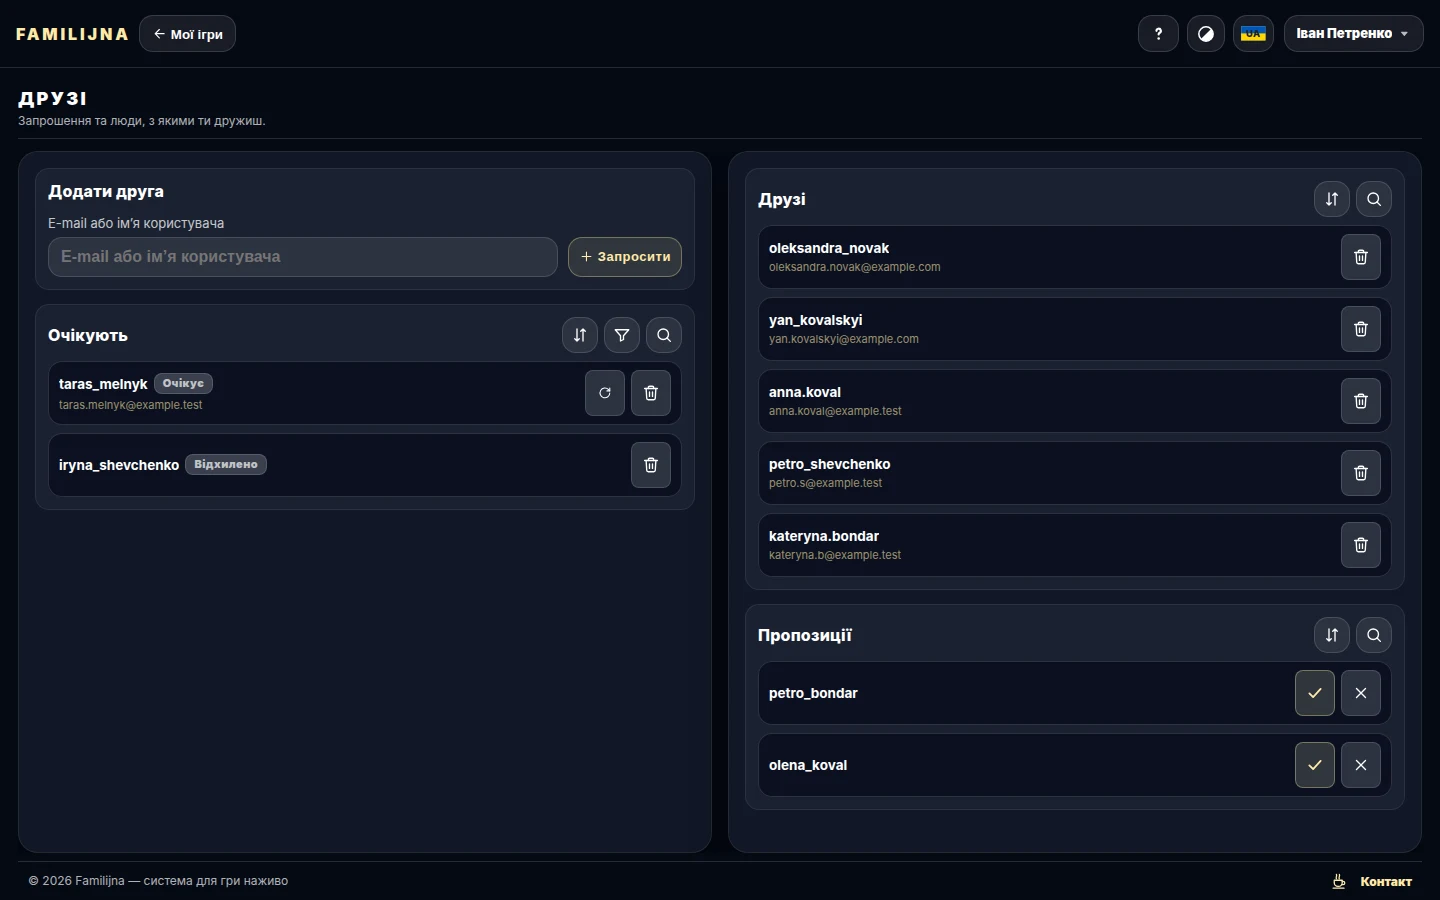 FAMILIJNA
← Мої ігри
?
UA
Іван Петренко
ДРУЗІ
Запрошення та люди, з якими ти дружиш.
Додати друга
E-mail або ім’я користувача
E-mail або ім’я користувача
+ Запросити
Очікують
taras_melnyk
Очікує
taras.melnyk@example.test
iryna_shevchenko
Відхилено
Друзі
oleksandra_novak
oleksandra.novak@example.com
yan_kovalskyi
yan.kovalskyi@example.com
anna.koval
anna.koval@example.test
petro_shevchenko
petro.s@example.test
kateryna.bondar
kateryna.b@example.test
Пропозиції
petro_bondar
olena_koval
© 2026 Familijna — система для гри наживо
Контакт